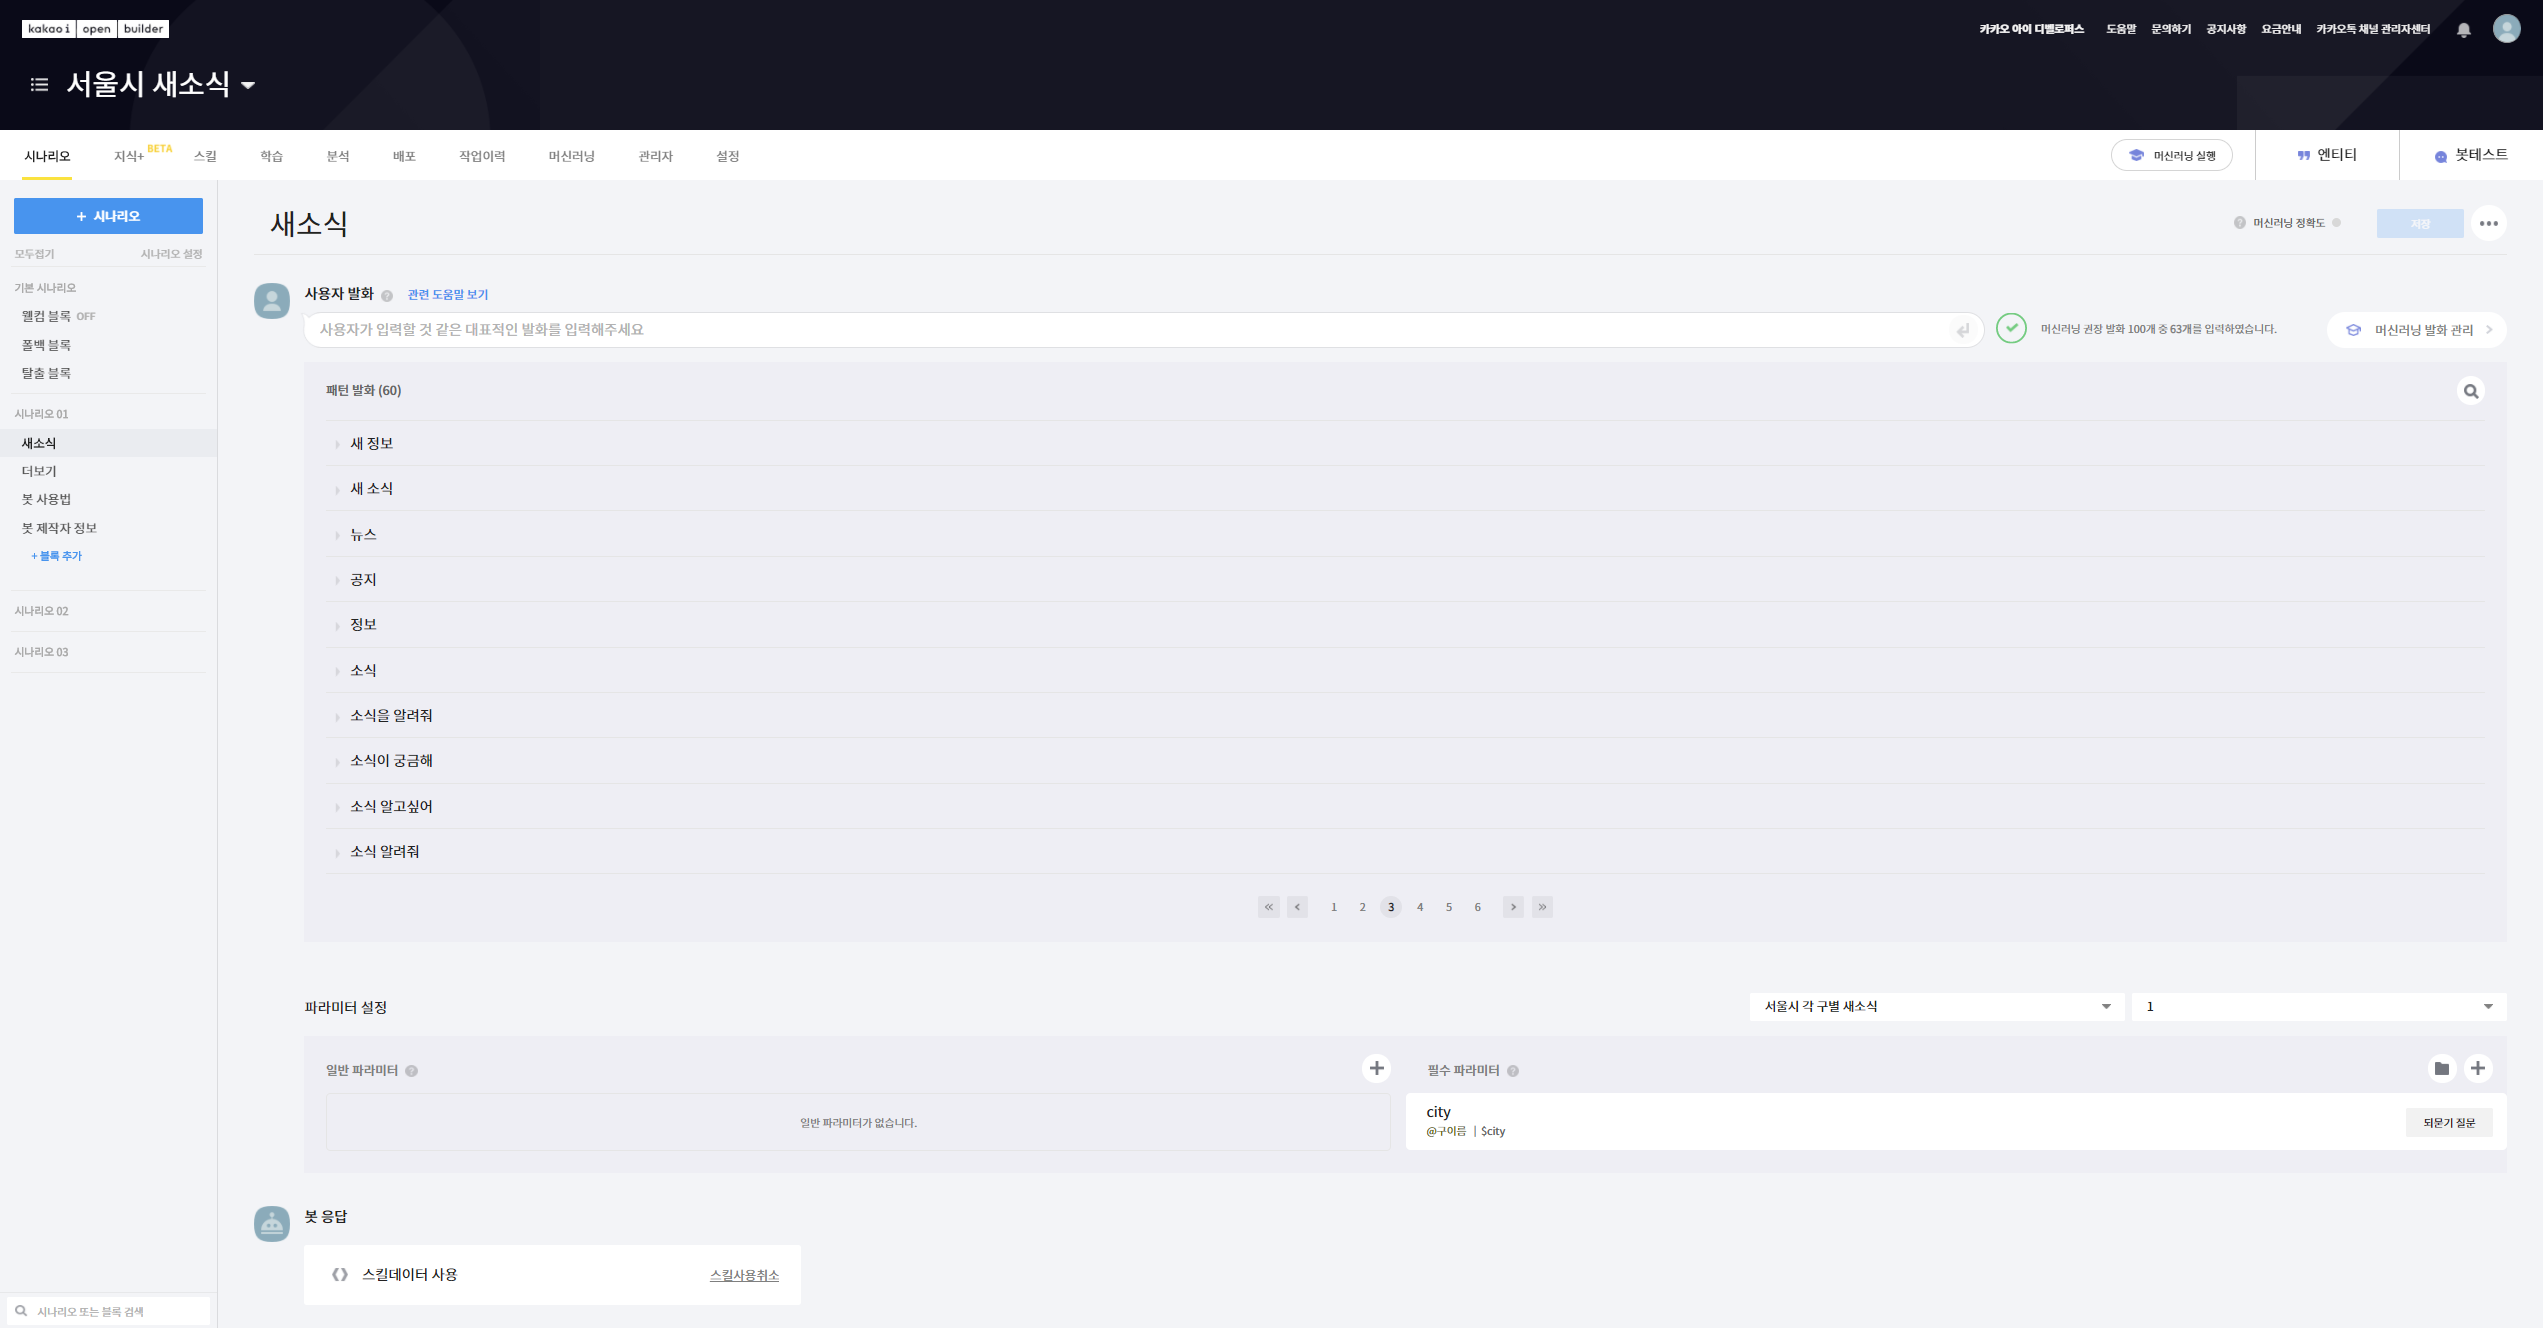 kakao i open builder
카카오 아이 디벨로퍼스 도움말 문의하기 공지사항 요금안내 카카오톡 채널 관리자센터
서울시 새소식
시나리오 지식+ BETA 스킬 학습 분석 배포 작업이력 머신러닝 관리자 설정 머신러닝 실행 엔티티 봇테스트
+ 시나리오
모두접기 시나리오 설정
기본 시나리오
웰컴 블록 OFF
폴백 블록
탈출 블록
시나리오 01
새소식
더보기
봇 사용법
봇 제작자 정보
+ 블록 추가
시나리오 02
시나리오 03
시나리오 또는 블록 검색
새소식
? 머신러닝 정확도 저장
사용자 발화 ? 관련 도움말 보기
사용자가 입력할 것 같은 대표적인 발화를 입력해주세요 머신러닝 권장 발화 100개 중 63개를 입력하였습니다. 머신러닝 발화 관리
패턴 발화 (60)
새 정보
새 소식
뉴스
공지
정보
소식
소식을 알려줘
소식이 궁금해
소식 알고싶어
소식 알려줘
« ‹ 1 2 3 4 5 6 › »
파라미터 설정 서울시 각 구별 새소식 1
일반 파라미터 ? 필수 파라미터 ?
일반 파라미터가 없습니다.
city
@구이름 | $city
되묻기 질문
봇 응답
스킬데이터 사용 스킬사용취소